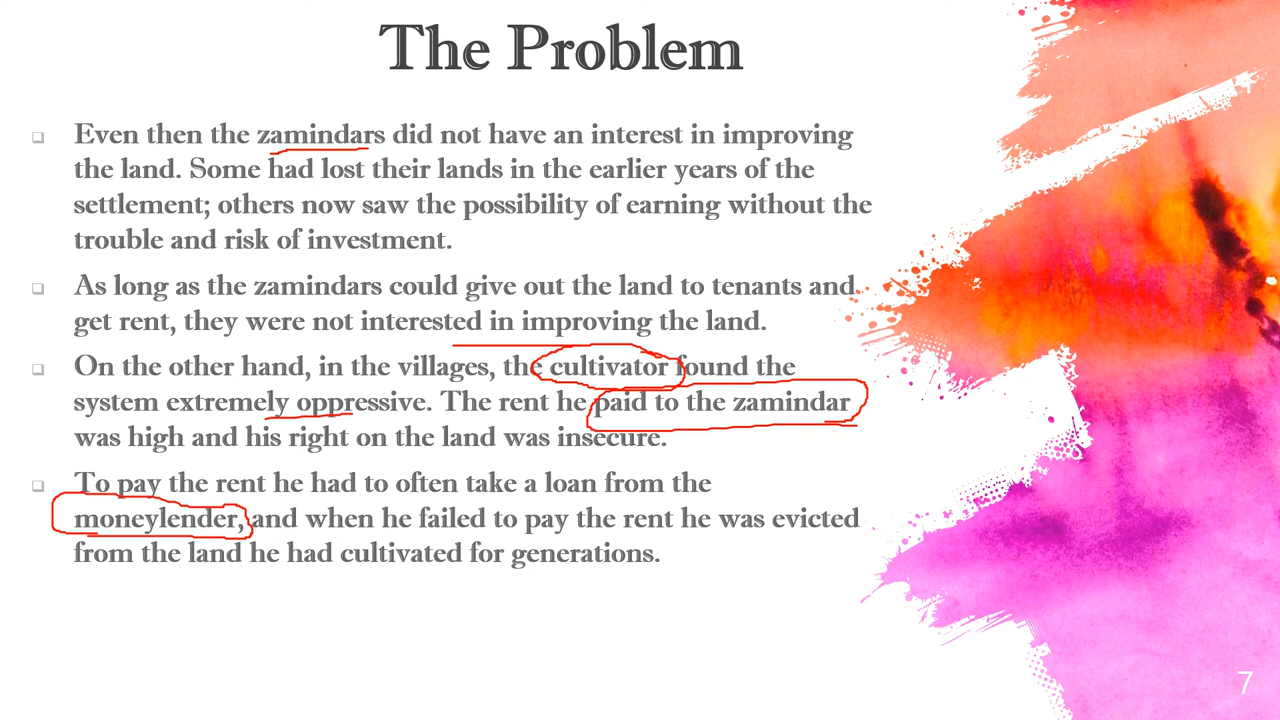 The Problem
Even then the zamindars did not have an interest in improving
the land. Some had lost their lands in the earlier years of the
settlement; others now saw the possibility of earning without the
trouble and risk of investment.
As long as the zamindars could give out the land to tenants and
get rent, they were not interested in improving the land.
On the other hand, in the villages, the cultivator found the
system extremely oppressive. The rent he paid to the zamindar
was high and his right on the land was insecure.
To pay the rent he had to often take a loan from the
moneylender, and when he failed to pay the rent he was evicted
from the land he had cultivated for generations.
7